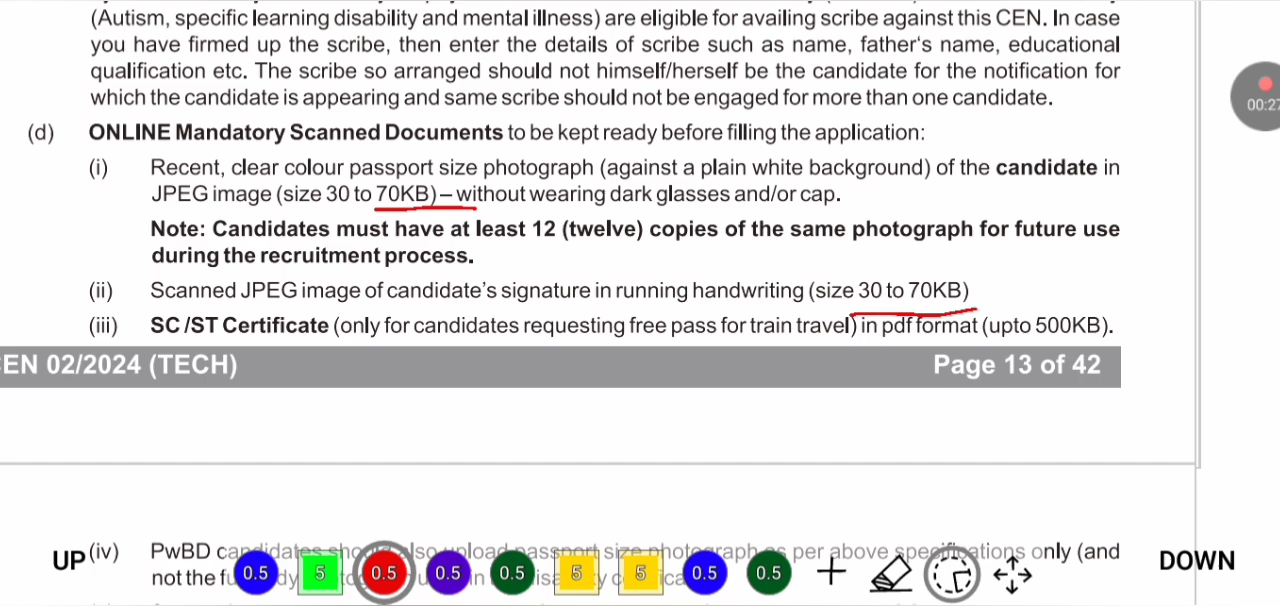 (Autism, specific learning disability and mental illness) are eligible for availing scribe against this CEN. In case
you have firmed up the scribe, then enter the details of scribe such as name, father's name, educational
qualification etc. The scribe so arranged should not himself/herself be the candidate for the notification for
which the candidate is appearing and same scribe should not be engaged for more than one candidate.
00:27
(d) ONLINE Mandatory Scanned Documents to be kept ready before filling the application:
(i) Recent, clear colour passport size photograph (against a plain white background) of the candidate in
JPEG image (size 30 to 70KB) – without wearing dark glasses and/or cap.
Note: Candidates must have at least 12 (twelve) copies of the same photograph for future use
during the recruitment process.
(ii) Scanned JPEG image of candidate's signature in running handwriting (size 30 to 70KB)
(iii) SC /ST Certificate (only for candidates requesting free pass for train travel) in pdf format (upto 500KB).
EN 02/2024 (TECH) Page 13 of 42
UP (iv) PwBD candidates should also upload passport size photograph as per above specifications only (and DOWN
not the
0.5 5 0.5 0.5 0.5 5 5 0.5 0.5